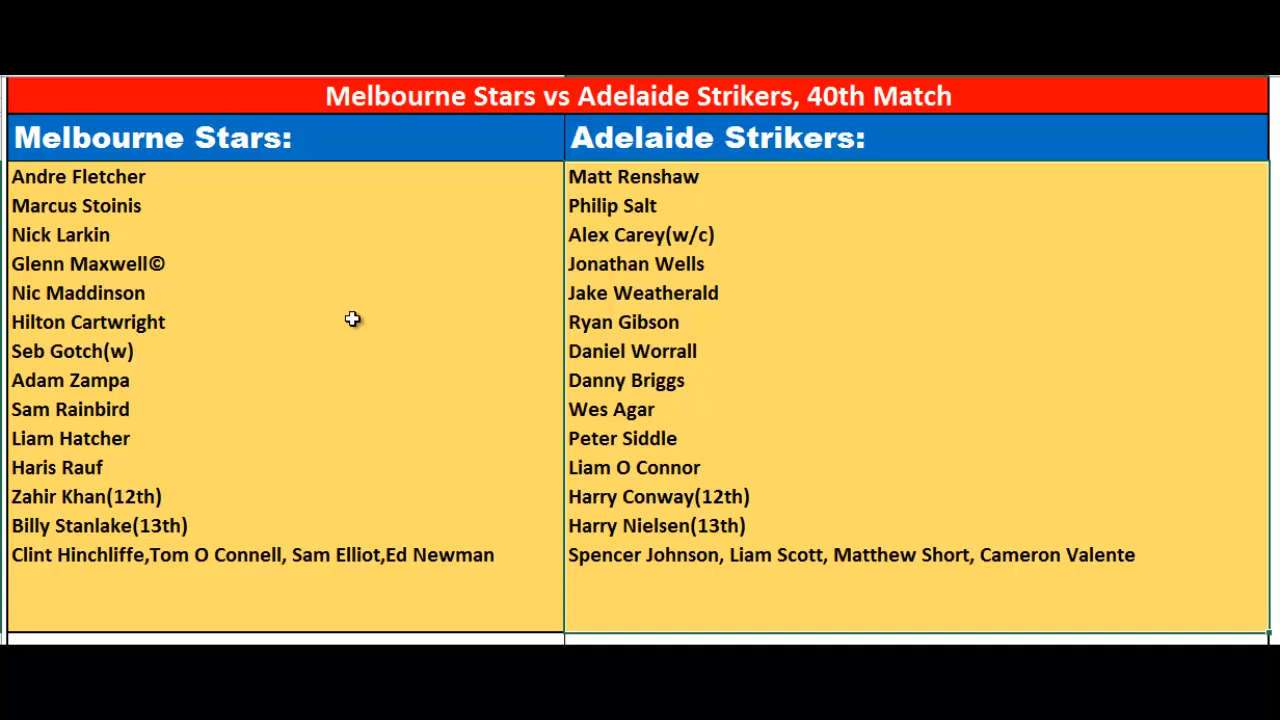 Melbourne Stars vs Adelaide Strikers, 40th Match
Melbourne Stars:
Andre Fletcher
Marcus Stoinis
Nick Larkin
Glenn Maxwell©
Nic Maddinson
Hilton Cartwright
Seb Gotch(w)
Adam Zampa
Sam Rainbird
Liam Hatcher
Haris Rauf
Zahir Khan(12th)
Billy Stanlake(13th)
Clint Hinchliffe,Tom O Connell, Sam Elliot,Ed Newman
Adelaide Strikers:
Matt Renshaw
Philip Salt
Alex Carey(w/c)
Jonathan Wells
Jake Weatherald
Ryan Gibson
Daniel Worrall
Danny Briggs
Wes Agar
Peter Siddle
Liam O Connor
Harry Conway(12th)
Harry Nielsen(13th)
Spencer Johnson, Liam Scott, Matthew Short, Cameron Valente